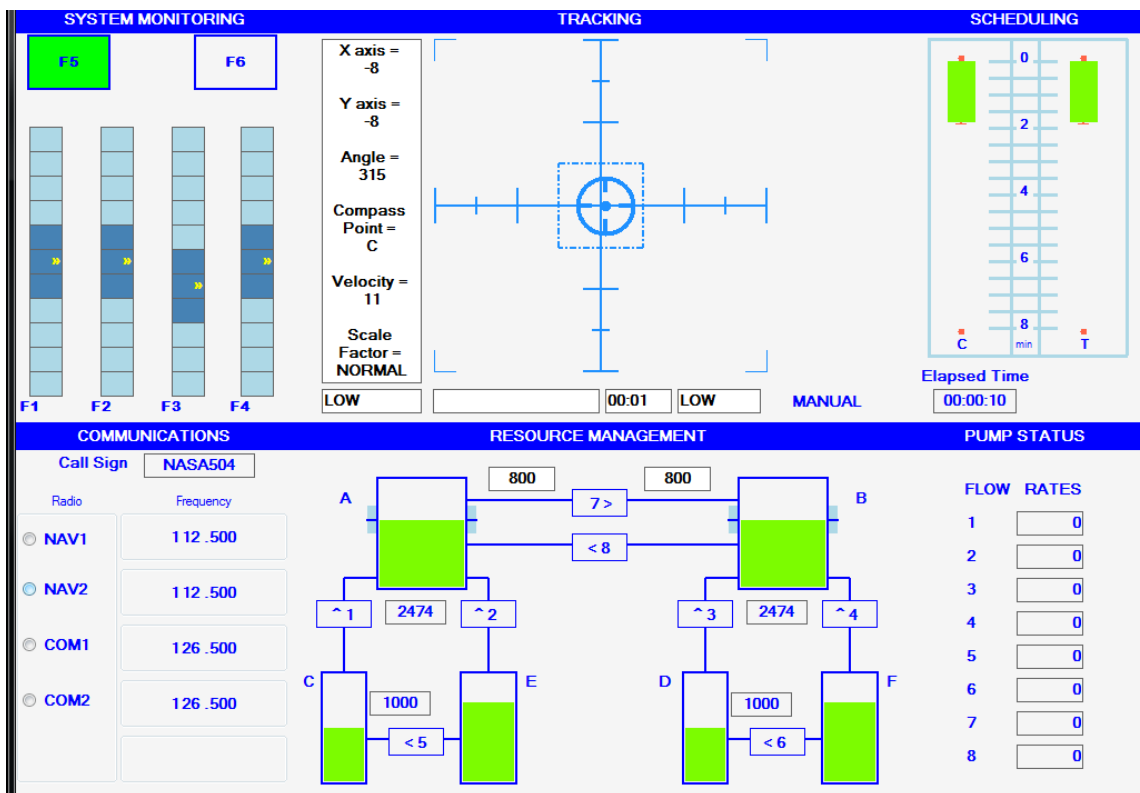 SYSTEM MONITORING
F5
F6
»
»
»
»
F1
F2
F3
F4
TRACKING
X axis =
-8
Y axis =
-8
Angle =
315
Compass
Point =
C
Velocity =
11
Scale
Factor =
NORMAL
LOW
00:01
LOW
MANUAL
SCHEDULING
0
2
4
6
8
C
min
T
Elapsed Time
00:00:10
COMMUNICATIONS
Call Sign
NASA504
Radio
Frequency
NAV1
112 .500
NAV2
112 .500
COM1
126 .500
COM2
126 .500
RESOURCE MANAGEMENT
800
800
A
7 >
B
< 8
^ 1
2474
^ 2
^ 3
2474
^ 4
C
E
D
F
1000
1000
< 5
< 6
PUMP STATUS
FLOW RATES
1 0
2 0
3 0
4 0
5 0
6 0
7 0
8 0